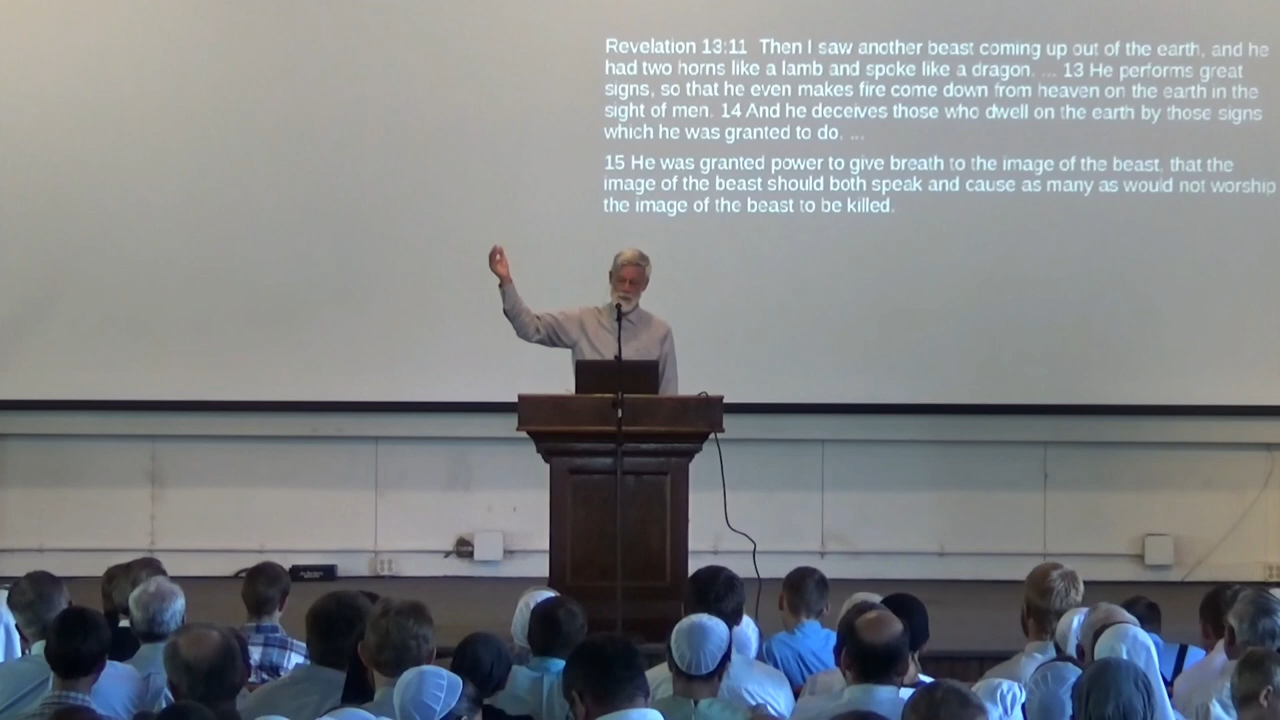 Revelation 13:11 Then I saw another beast coming up out of the earth, and he
had two horns like a lamb and spoke like a dragon. ... 13 He performs great
signs, so that he even makes fire come down from heaven on the earth in the
sight of men. 14 And he deceives those who dwell on the earth by those signs
which he was granted to do. ...
15 He was granted power to give breath to the image of the beast, that the
image of the beast should both speak and cause as many as would not worship
the image of the beast to be killed.